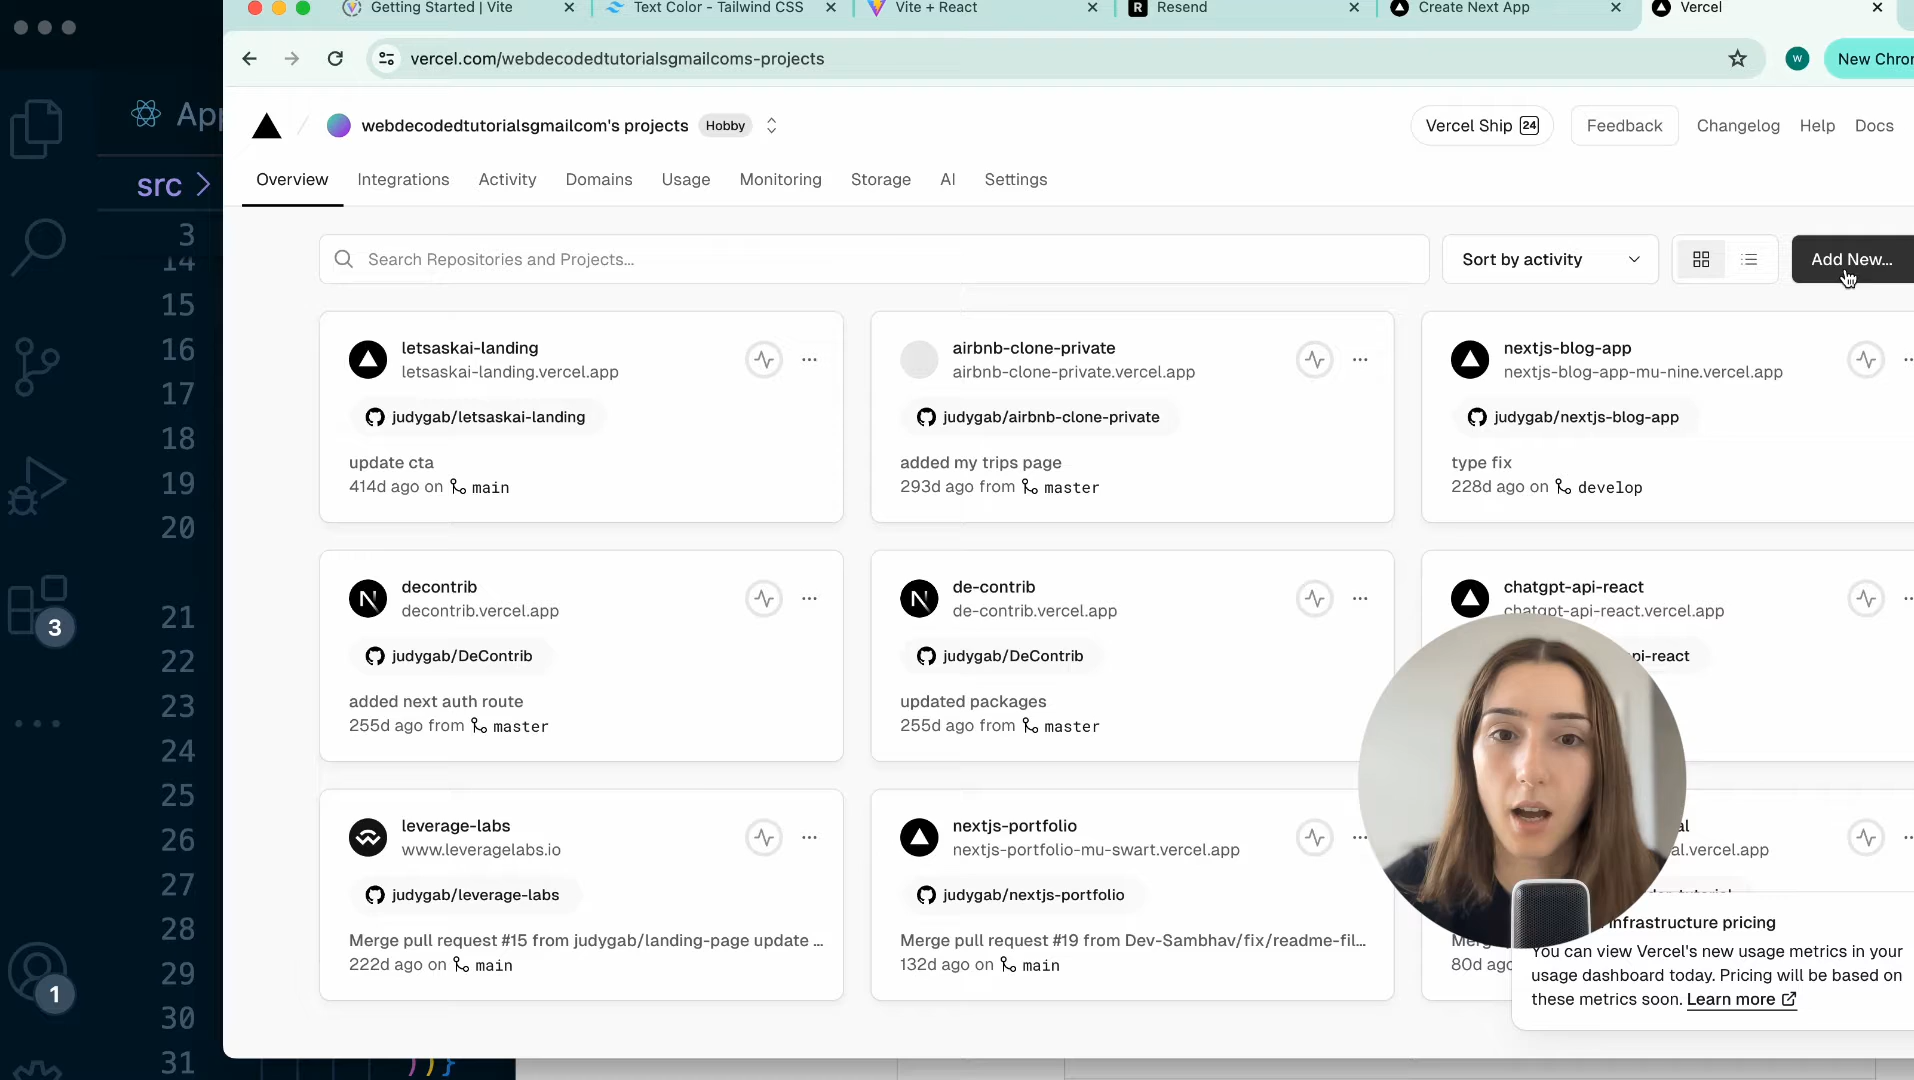 Getting Started | Vite
Text Color - Tailwind CSS
Vite + React
Resend
Create Next App
Vercel
vercel.com/webdecodedtutorialsgmailcoms-projects
W
New Chro
App
webdecodedtutorialsgmailcom's projects
Hobby
Vercel Ship 24
Feedback
Changelog
Help
Docs
src >
Overview
Integrations
Activity
Domains
Usage
Monitoring
Storage
AI
Settings
Search Repositories and Projects...
Sort by activity
Add New...
3
14
15
16
17
18
19
20
21
22
23
24
25
26
27
28
29
30
31
3
1
letsaskai-landing
letsaskai-landing.vercel.app
judygab/letsaskai-landing
update cta
414d ago on main
airbnb-clone-private
airbnb-clone-private.vercel.app
judygab/airbnb-clone-private
added my trips page
293d ago from master
nextjs-blog-app
nextjs-blog-app-mu-nine.vercel.app
judygab/nextjs-blog-app
type fix
228d ago on develop
decontrib
decontrib.vercel.app
judygab/DeContrib
added next auth route
255d ago from master
de-contrib
de-contrib.vercel.app
judygab/DeContrib
updated packages
255d ago from master
chatgpt-api-react
chatgpt-api-react.vercel.app
pi-react
leverage-labs
www.leveragelabs.io
judygab/leverage-labs
Merge pull request #15 from judygab/landing-page update ...
222d ago on main
nextjs-portfolio
nextjs-portfolio-mu-swart.vercel.app
judygab/nextjs-portfolio
Merge pull request #19 from Dev-Sambhav/fix/readme-fil...
132d ago on main
al
al.vercel.app
80d ago
infrastructure pricing
You can view Vercel's new usage metrics in your
usage dashboard today. Pricing will be based on
these metrics soon. Learn more
))}